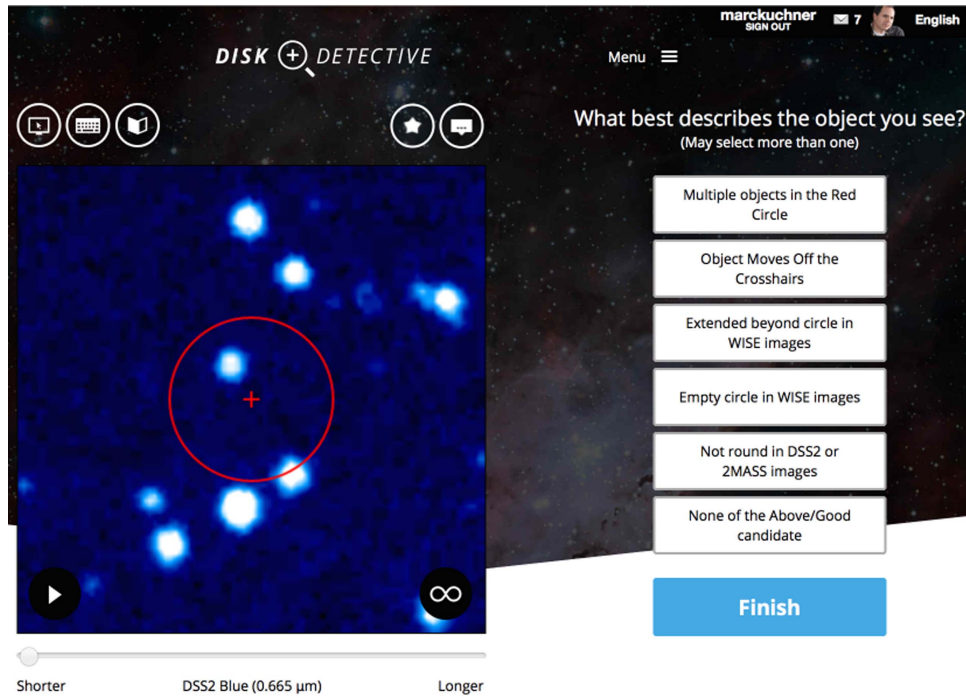 marckuchner
SIGN OUT
7
English
DISK DETECTIVE
Menu
What best describes the object you see?
(May select more than one)
Multiple objects in the Red
Circle
Object Moves Off the
Crosshairs
Extended beyond circle in
WISE images
Empty circle in WISE images
Not round in DSS2 or
2MASS images
None of the Above/Good
candidate
Finish
Shorter
DSS2 Blue (0.665 μm)
Longer